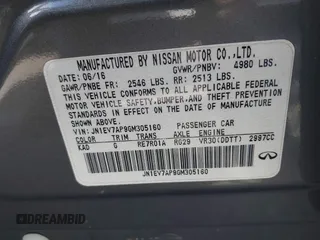 MANUFACTURED BY NISSAN MOTOR CO.,LTD.
DATE: 06/16 GVWR/PNBV: 4980 LBS.
GAWR/PNBE FR: 2546 LBS. RR: 2513 LBS.
THIS VEHICLE CONFORMS TO ALL APPLICABLE
FEDERAL MOTOR VEHICLE SAFETY, BUMPER, AND THEFT
PREVENTION STANDARDS IN EFFECT ON THE DATE
OF MANUFACTURE SHOWN ABOVE.
JN1EV7AP9GM305160 PASSENGER CAR
COLOR TRIM TRANS AXLE ENGINE
KAD G RE7R01A R029 VR30(DDTT) 2997CC
JN1EV7AP9GM305160
DREAMBID